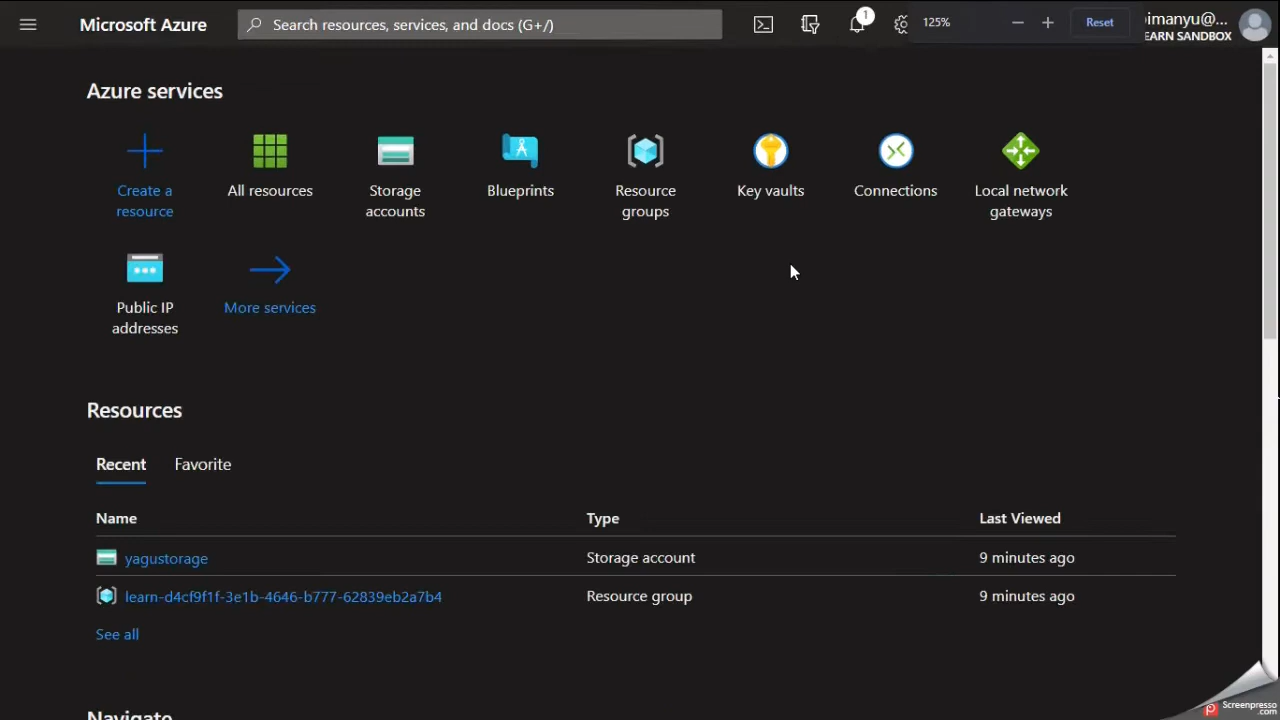 Microsoft Azure
Search resources, services, and docs (G+/)
1
125%
Reset
bimanyu@...
EARN SANDBOX
Azure services
Create a resource
All resources
Storage accounts
Blueprints
Resource groups
Key vaults
Connections
Local network gateways
Public IP addresses
More services
Resources
Recent
Favorite
Name
Type
Last Viewed
yagustorage
Storage account
9 minutes ago
learn-d4cf9f1f-3e1b-4646-b777-62839eb2a7b4
Resource group
9 minutes ago
See all
Navigate
Screenpresso
.com